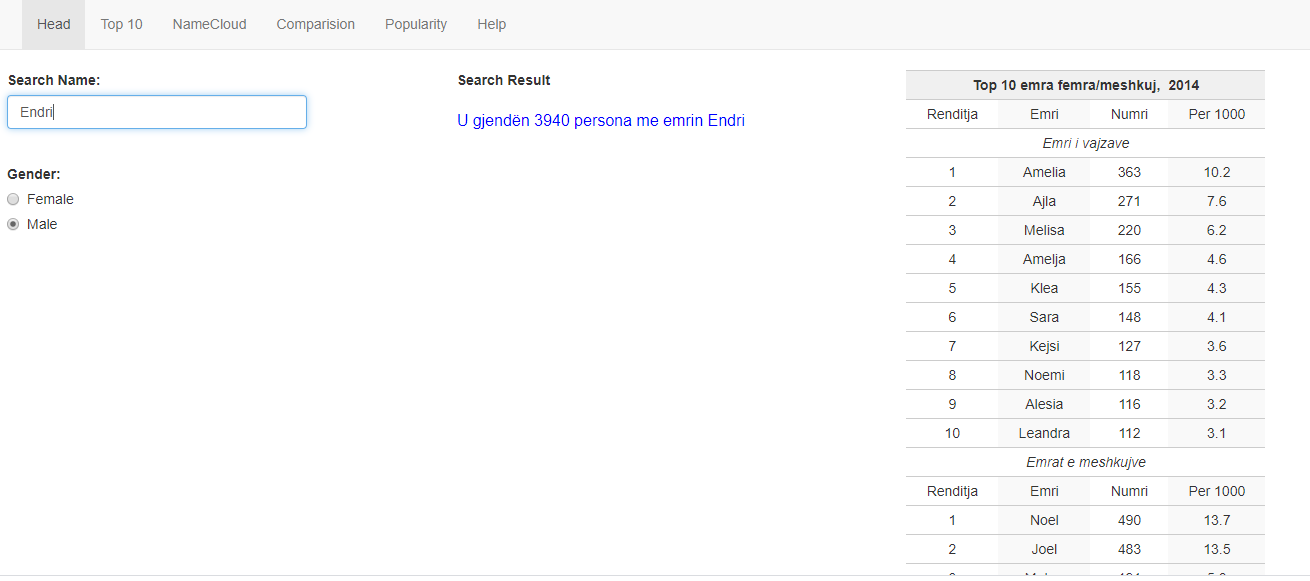 Head Top 10 NameCloud Comparision Popularity Help
Search Name:
Endri
Gender:
Female
Male
Search Result
U gjendën 3940 persona me emrin Endri
Top 10 emra femra/meshkuj, 2014
Renditja Emri Numri Per 1000
Emri i vajzave
1 Amelia 363 10.2
2 Ajla 271 7.6
3 Melisa 220 6.2
4 Amelja 166 4.6
5 Klea 155 4.3
6 Sara 148 4.1
7 Kejsi 127 3.6
8 Noemi 118 3.3
9 Alesia 116 3.2
10 Leandra 112 3.1
Emrat e meshkujve
Renditja Emri Numri Per 1000
1 Noel 490 13.7
2 Joel 483 13.5